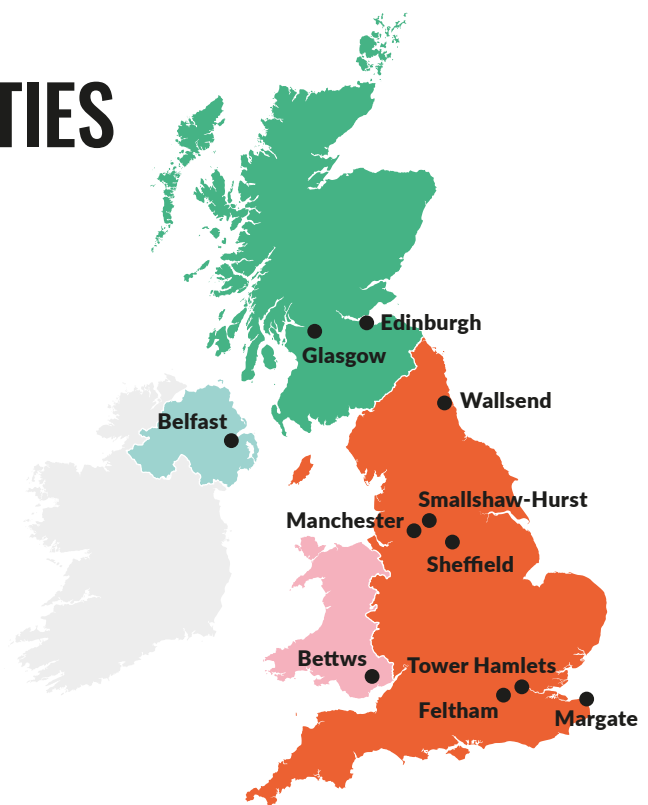 TIES
Edinburgh
Glasgow
Wallsend
Belfast
Smallshaw-Hurst
Manchester
Sheffield
Bettws
Tower Hamlets
Feltham
Margate